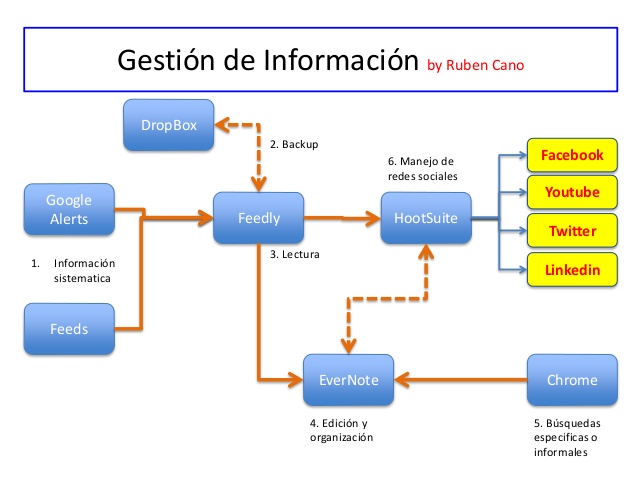 Gestión de Información by Ruben Cano
DropBox
2. Backup
6. Manejo de
redes sociales
Facebook
Youtube
Twitter
Linkedin
Google
Alerts
Feedly
HootSuite
1. Información
sistematica
3. Lectura
Feeds
EverNote
Chrome
4. Edición y
organización
5. Búsquedas
especificas o
informales